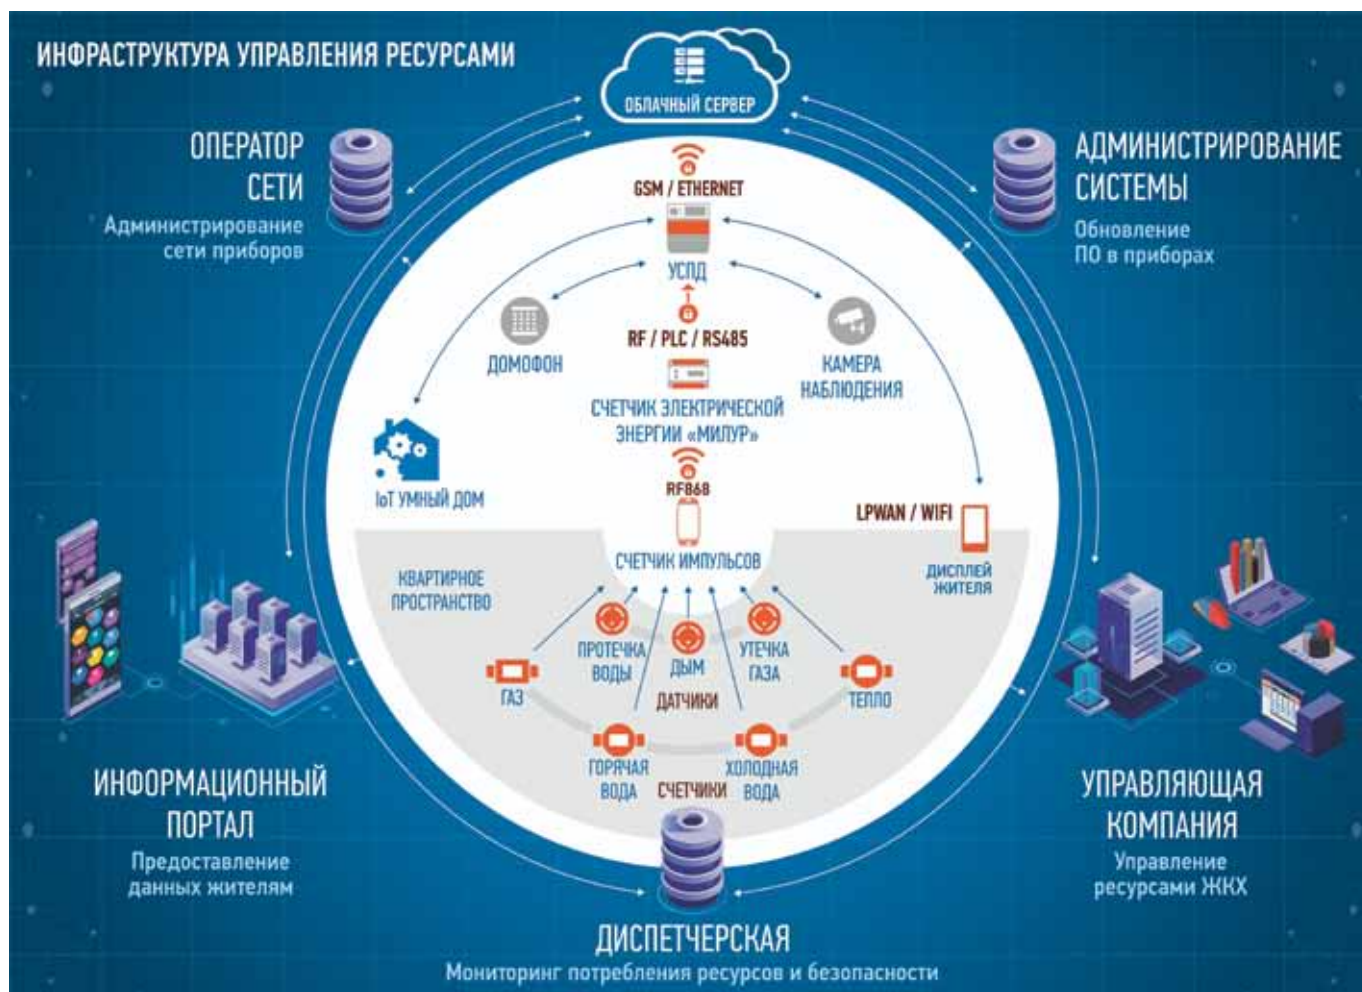 ИНФРАСТРУКТУРА УПРАВЛЕНИЯ РЕСУРСАМИ
ОБЛАЧНЫЙ СЕРВЕР
ОПЕРАТОР
СЕТИ
Администрирование
сети приборов
АДМИНИСТРИРОВАНИЕ
СИСТЕМЫ
Обновление
ПО в приборах
GSM / ETHERNET
УСПД
ДОМОФОН
RF / PLC / RS485
КАМЕРА
НАБЛЮДЕНИЯ
СЧЕТЧИК ЭЛЕКТРИЧЕСКОЙ
ЭНЕРГИИ «МИЛУР»
IoT УМНЫЙ ДОМ
RF868
LPWAN / WIFI
СЧЕТЧИК ИМПУЛЬСОВ
ДИСПЛЕЙ
ЖИТЕЛЯ
КВАРТИРНОЕ
ПРОСТРАНСТВО
ПРОТЕЧКА
ВОДЫ
ДЫМ
УТЕЧКА
ГАЗА
ГАЗ
ДАТЧИКИ
ТЕПЛО
ГОРЯЧАЯ
ВОДА
СЧЕТЧИКИ
ХОЛОДНАЯ
ВОДА
ИНФОРМАЦИОННЫЙ
ПОРТАЛ
Предоставление
данных жителям
УПРАВЛЯЮЩАЯ
КОМПАНИЯ
Управление
ресурсами ЖКХ
ДИСПЕТЧЕРСКАЯ
Мониторинг потребления ресурсов и безопасности